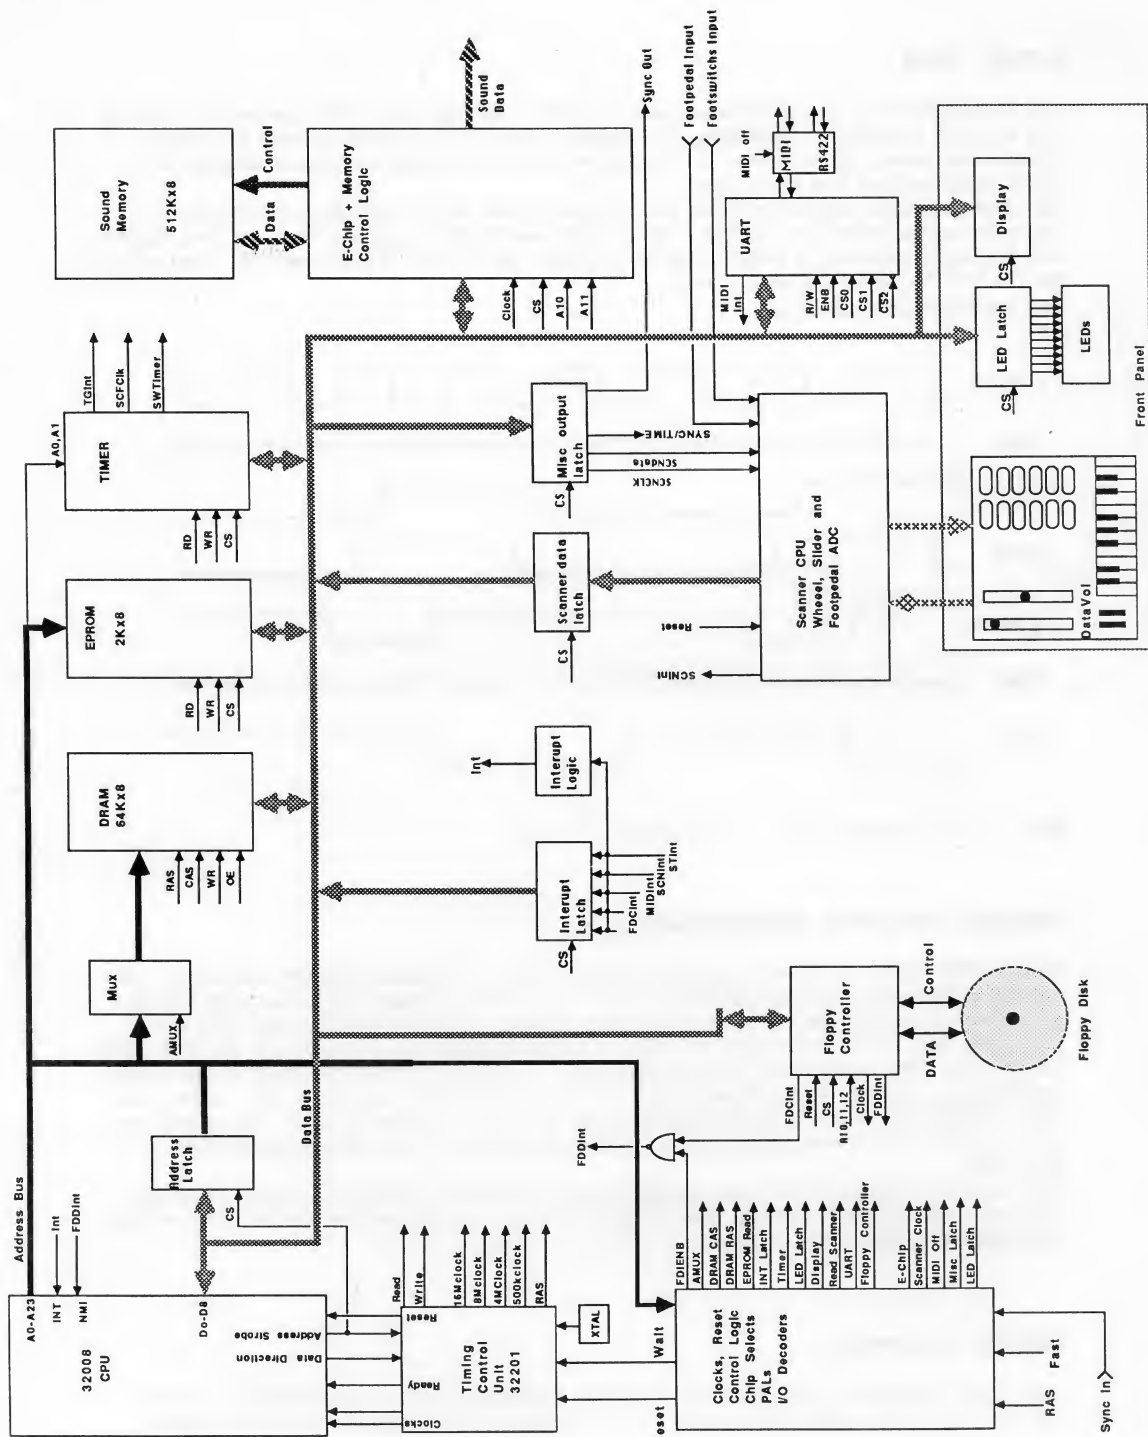 32008
CPU
A0-A23
INT
NMI
Do-D8
Address Bus
Int
FDDInt
Reset
Address Strobe
Data Direction
Ready
Clocks
Timing
Control
Unit
32201
Read
Write
16Mclock
8Mclock
4MClock
500kclock
RAS
XTAL
Wait
eset
Clocks, Reset
Control Logic
Chip Selects
PALs
I/O Decoders
RAS
Fast
Sync In
FDIENB
AMUX
DRAM CAS
DRAM RAS
EPROM Read
INT Latch
Timer
LED Latch
Display
Read Scanner
UART
Floppy Controller
E-Chip
Scanner Clock
MIDI Off
Misc Latch
LED Latch
Address
Latch
CS
Data Bus
Mux
AMUX
DRAM
64Kx8
RAS
CAS
WR
OE
EPROM
2Kx8
RD
WR
CS
TIMER
A0,A1
RD
WR
CS
TGInt
SCFClk
SWTimer
Sound
Memory
512Kx8
Data
Control
E-Chip + Memory
Control Logic
Sound
Data
Clock
CS
A10
A11
FDDInt
Floppy
Controller
FDCInt
Reset
CS
R10,11,12
Clock
FDDInt
DATA
Control
Floppy Disk
Interupt
Latch
CS
FDCInt
MIDInt
SCNInt
STInt
Interupt
Logic
Int
Scanner data
latch
CS
Misc output
latch
CS
SCNCLK
SCNdata
SYNC/TIME
Sync Out
Footpedal Input
Footswitchs Input
Scanner CPU
Wheeel, Slider and
Footpedal ADC
Reset
SCNInt
UART
MIDI
Int
R/W
ENB
CS0
CS1
CS2
MIDI off
MIDI
RS422
Display
CS
LED Latch
CS
LEDs
Data
Vol
Front Panel